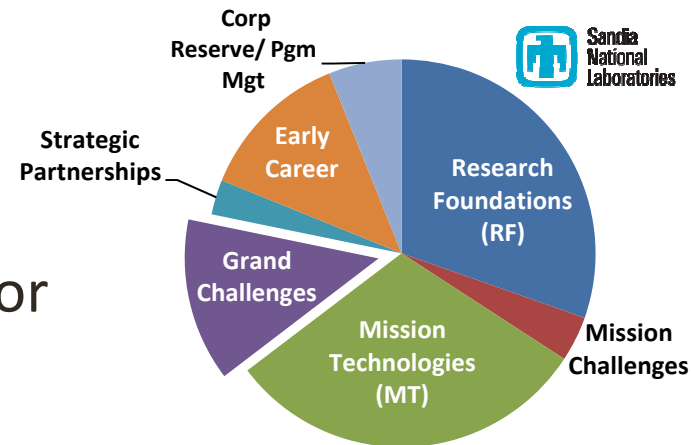 Corp
Reserve/ Pgm
Mgt
Sandia
National
Laboratories
Strategic
Partnerships
Early
Career
Research
Foundations
(RF)
Grand
Challenges
or
Mission
Technologies
(MT)
Mission
Challenges